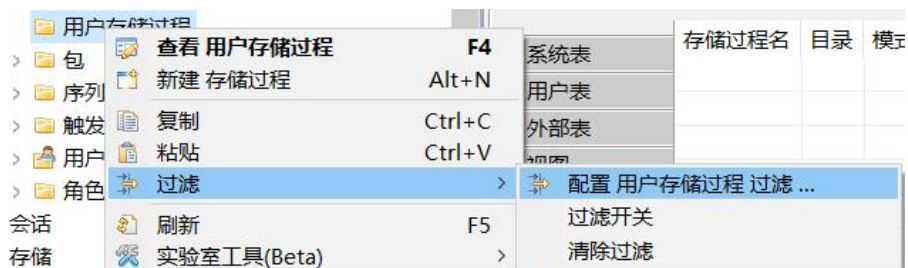 用户存储过程
包
序列
触发
用户
角色
会话
存储
查看 用户存储过程 F4
新建 存储过程 Alt+N
复制 Ctrl+C
粘贴 Ctrl+V
过滤
刷新 F5
实验室工具(Beta)
系统表
用户表
外部表
视图
存储过程名 目录 模式
配置 用户存储过程 过滤 ...
过滤开关
清除过滤